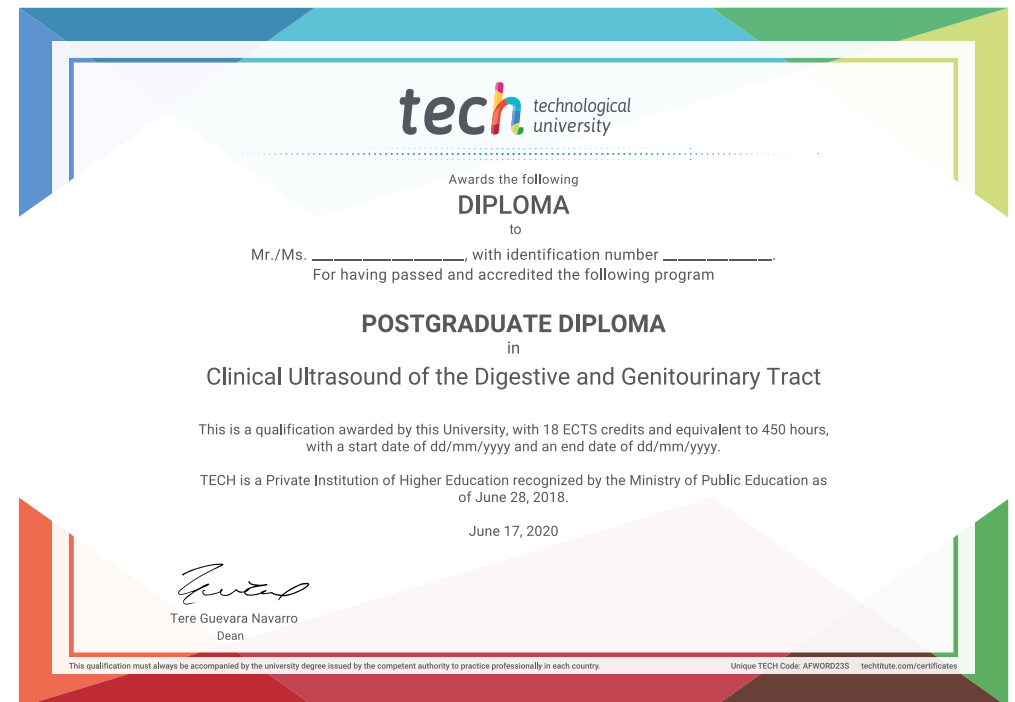 tech technological
university
Awards the following
DIPLOMA
to
Mr./Ms. _______________, with identification number ___________.
For having passed and accredited the following program
POSTGRADUATE DIPLOMA
in
Clinical Ultrasound of the Digestive and Genitourinary Tract
This is a qualification awarded by this University, with 18 ECTS credits and equivalent to 450 hours,
with a start date of dd/mm/yyyy and an end date of dd/mm/yyyy.
TECH is a Private Institution of Higher Education recognized by the Ministry of Public Education as
of June 28, 2018.
June 17, 2020
Tere Guevara Navarro
Dean
This qualification must always be accompanied by the university degree issued by the competent authority to practice professionally in each country.
Unique TECH Code: AFWORD23S techtitute.com/certificates